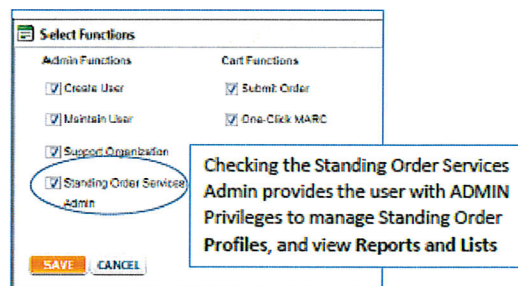 Select Functions
Admin Functions Cart Functions
Create User Submit Order
Maintain User One-Click MARC
Support Organization
Standing Order Services
Admin
Checking the Standing Order Services
Admin provides the user with ADMIN
Privileges to manage Standing Order
Profiles, and view Reports and Lists
SAVE CANCEL